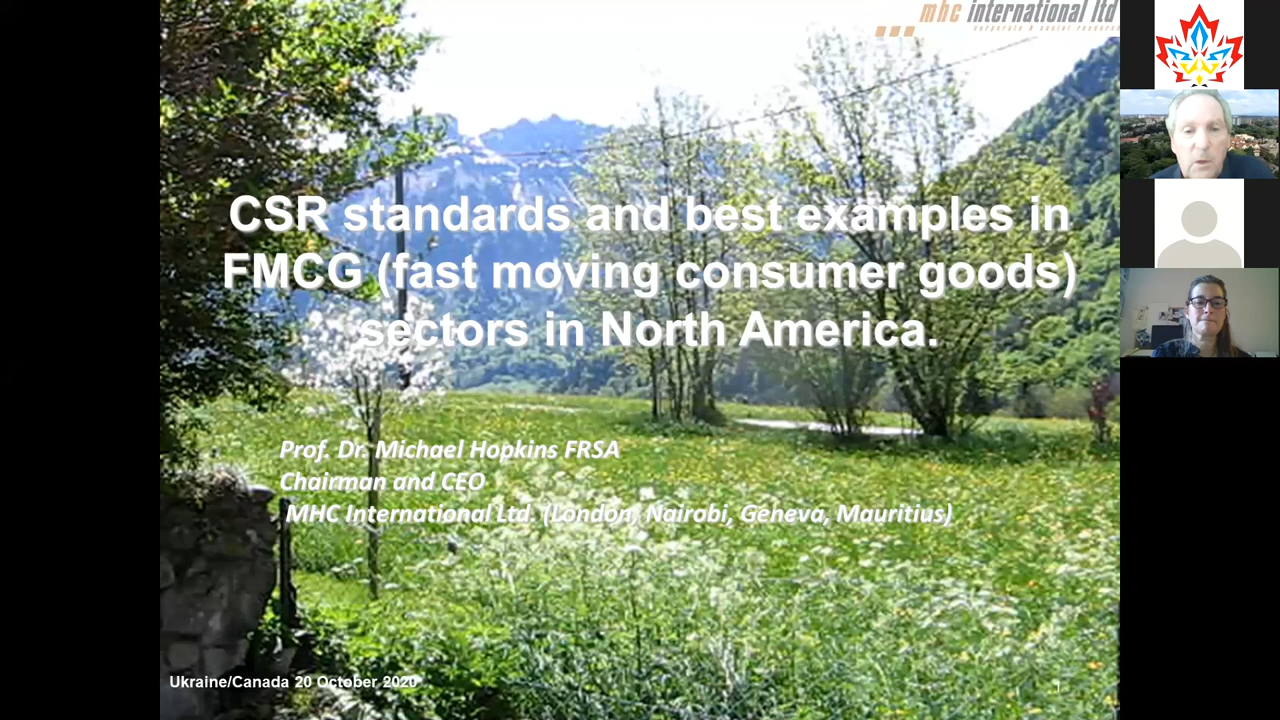 mhc international ltd
CSR standards and best examples in
FMCG (fast moving consumer goods)
sectors in North America.
Prof. Dr. Michael Hopkins FRSA
Chairman and CEO
MHC International Ltd. (London, Nairobi, Geneva, Mauritius)
Ukraine/Canada 20 October 2020
1